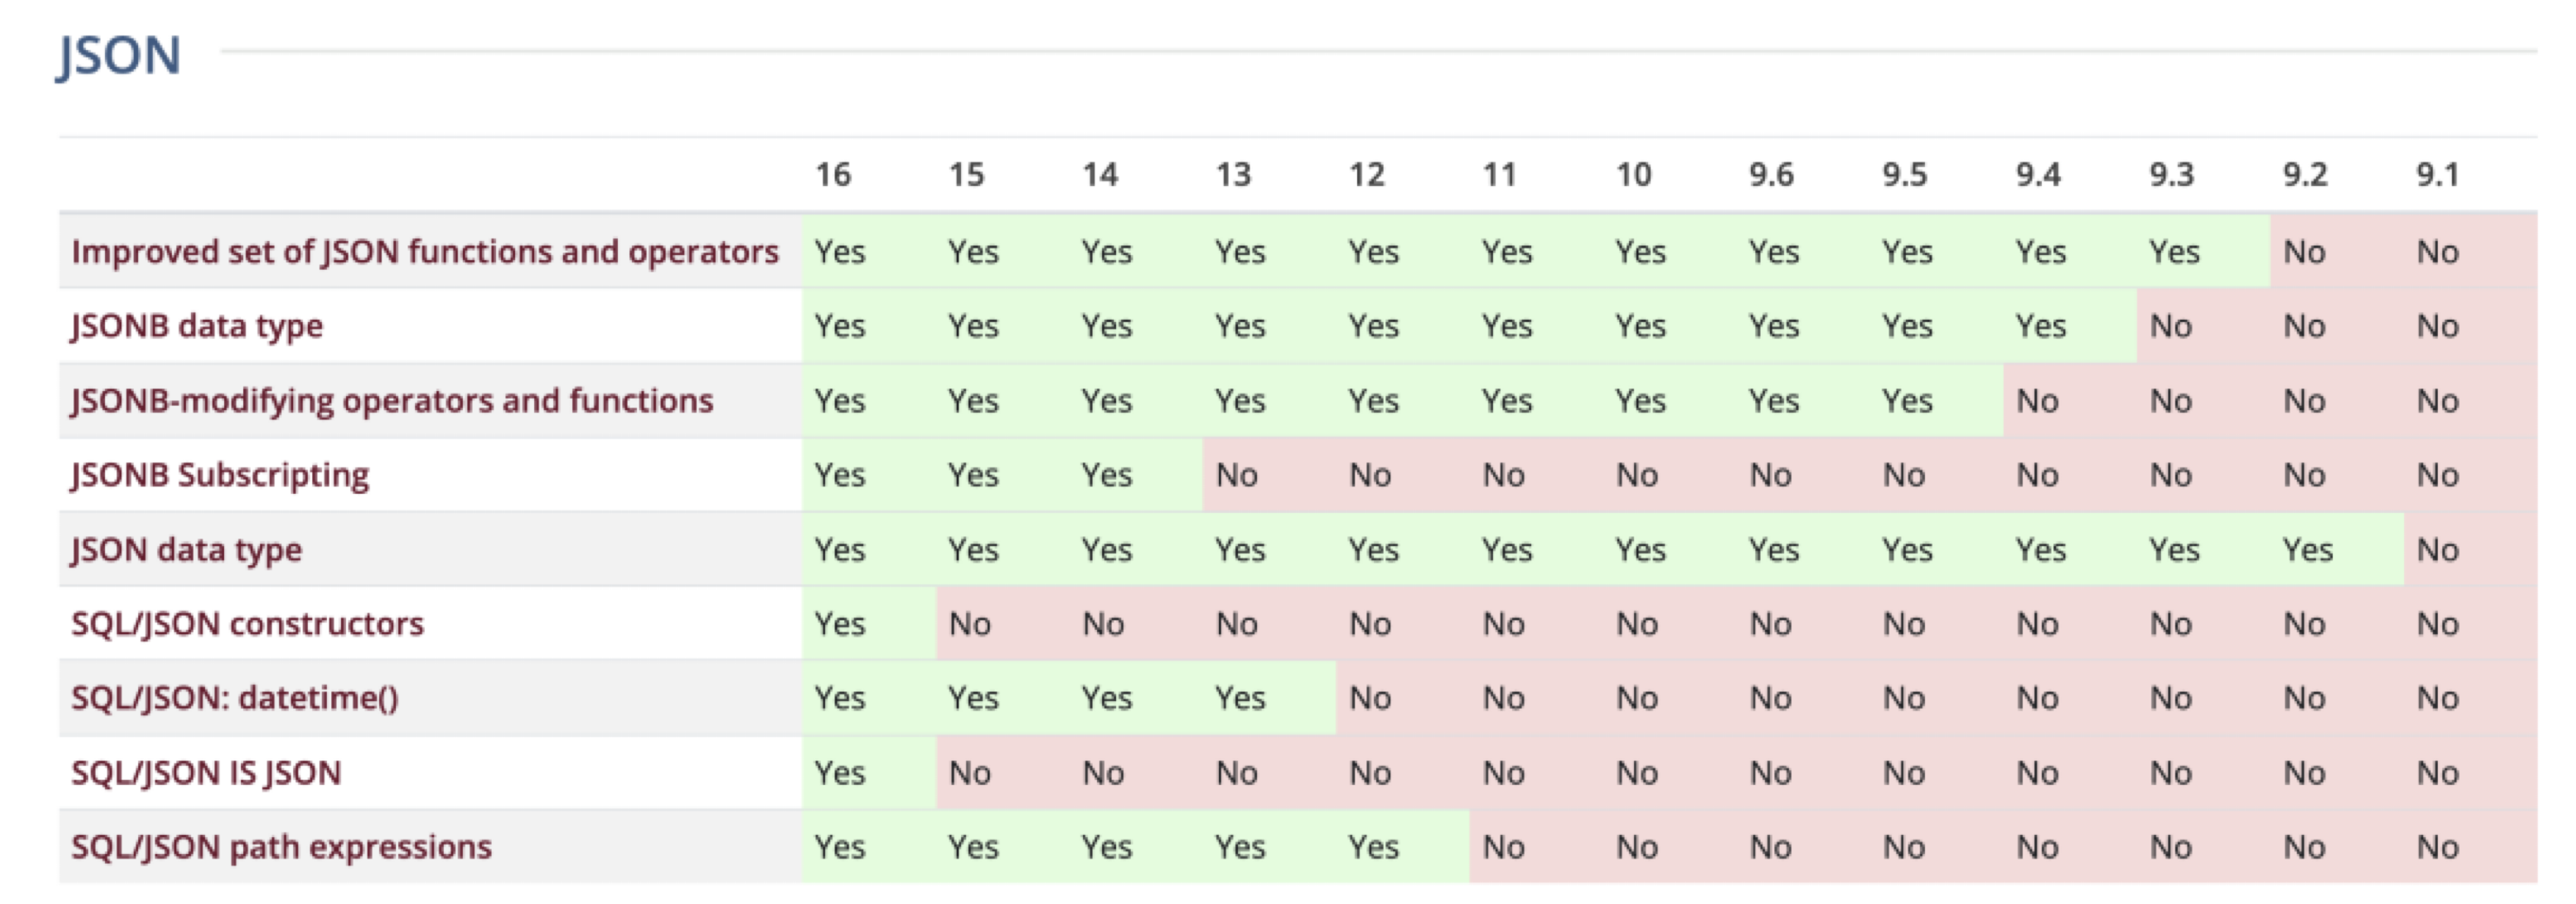 JSON
16 15 14 13 12 11 10 9.6 9.5 9.4 9.3 9.2 9.1
Improved set of JSON functions and operators Yes Yes Yes Yes Yes Yes Yes Yes Yes Yes Yes No No
JSONB data type Yes Yes Yes Yes Yes Yes Yes Yes Yes Yes No No No
JSONB-modifying operators and functions Yes Yes Yes Yes Yes Yes Yes Yes Yes No No No No
JSONB Subscripting Yes Yes Yes No No No No No No No No No No
JSON data type Yes Yes Yes Yes Yes Yes Yes Yes Yes Yes Yes Yes No
SQL/JSON constructors Yes No No No No No No No No No No No No
SQL/JSON: datetime() Yes Yes Yes Yes No No No No No No No No No
SQL/JSON IS JSON Yes No No No No No No No No No No No No
SQL/JSON path expressions Yes Yes Yes Yes Yes No No No No No No No No